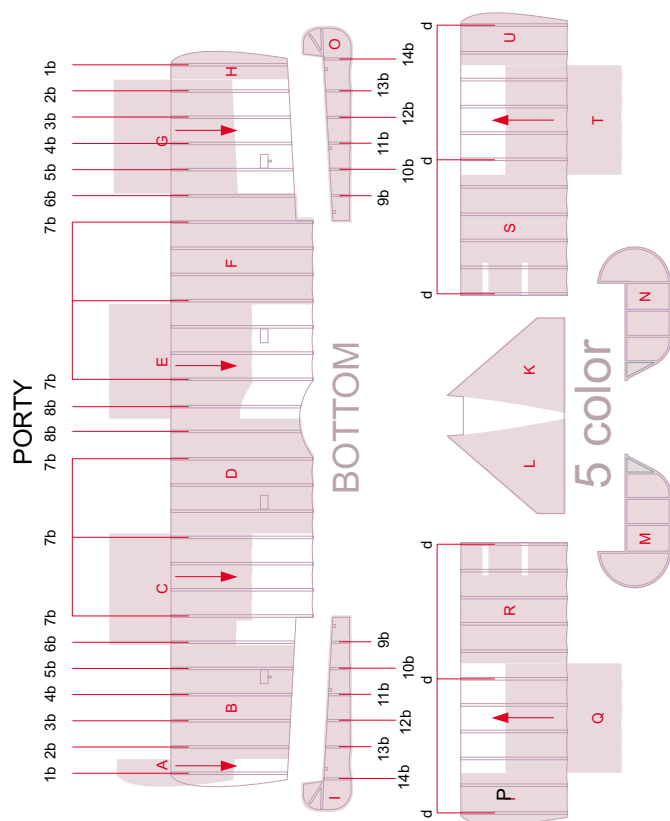 PORTY
1b
2b
3b
4b
5b
6b
7b
7b
8b
8b
7b
7b
7b
6b
5b
4b
3b
2b
1b
H
G
F
E
D
C
B
A
BOTTOM
O
14b
13b
12b
11b
10b
9b
9b
10b
11b
12b
13b
14b
I
d
U
T
d
S
d
N
K
5 color
L
M
d
R
d
Q
P
d